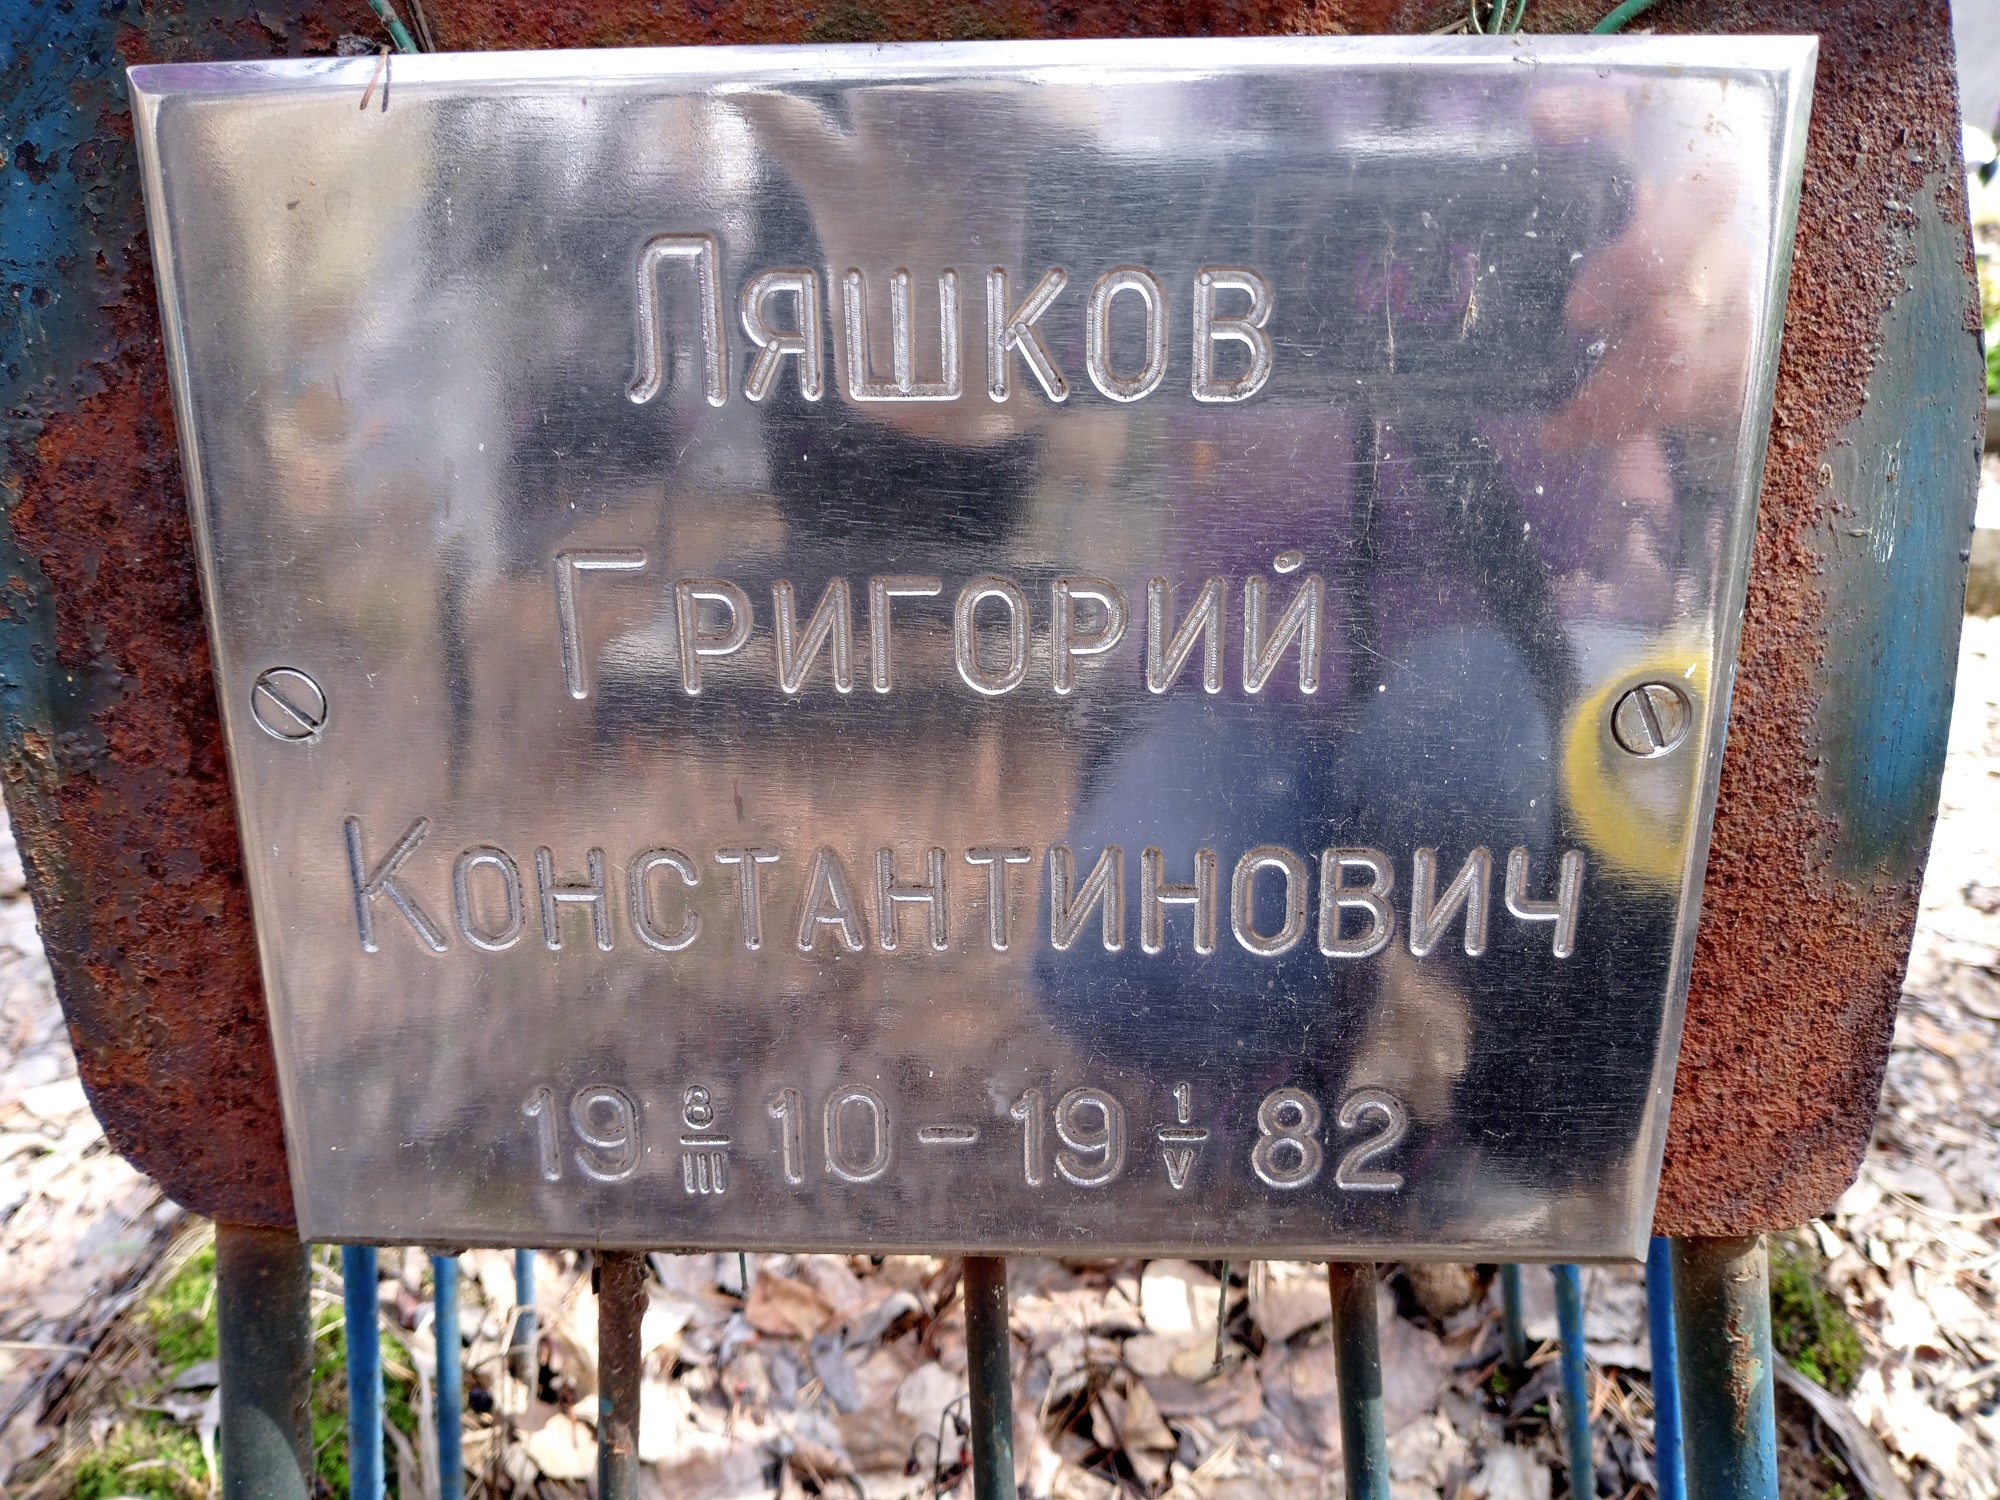 Ляшков
Григорий
Константинович
19 8/III 10 - 19 1/V 82